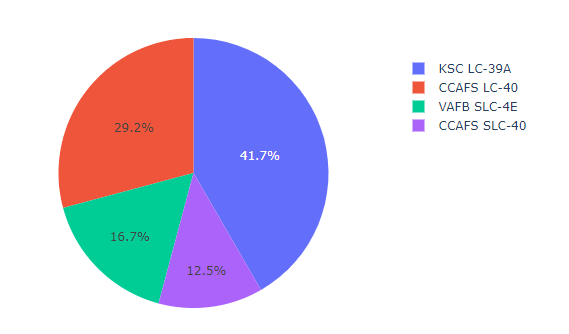 KSC LC-39A
CCAFS LC-40
VAFB SLC-4E
CCAFS SLC-40
29.2%
41.7%
16.7%
12.5%